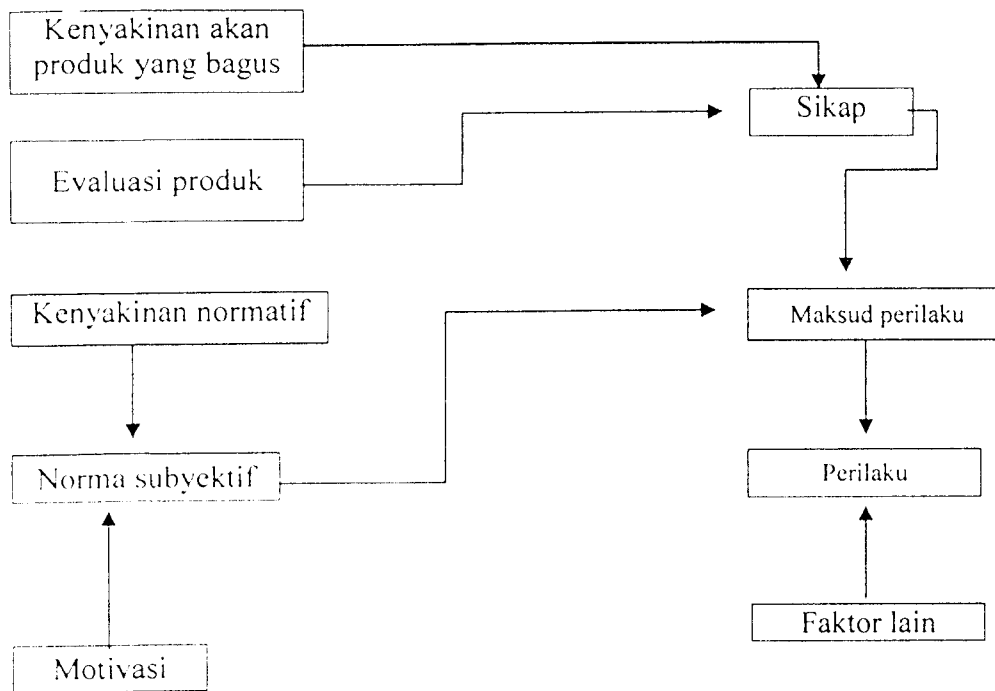 Kenyakinan akan
produk yang bagus
Sikap
Evaluasi produk
Kenyakinan normatif
Maksud perilaku
Norma subyektif
Perilaku
Faktor lain
Motivasi